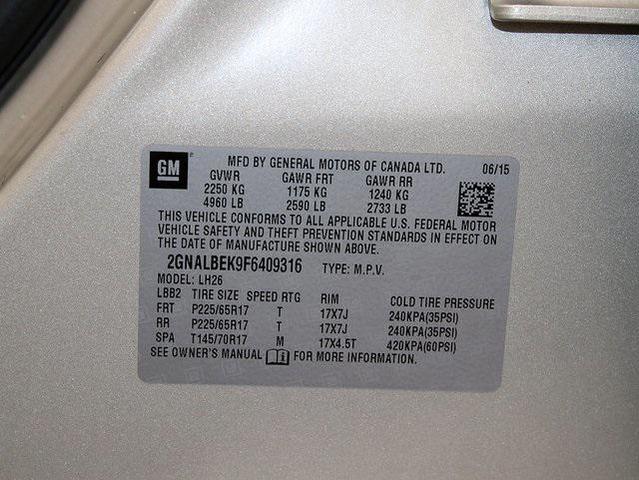 GM MFD BY GENERAL MOTORS OF CANADA LTD. 06/15
GVWR GAWR FRT GAWR RR
2250 KG 1175 KG 1240 KG
4960 LB 2590 LB 2733 LB
THIS VEHICLE CONFORMS TO ALL APPLICABLE U.S. FEDERAL MOTOR
VEHICLE SAFETY AND THEFT PREVENTION STANDARDS IN EFFECT ON
THE DATE OF MANUFACTURE SHOWN ABOVE.
2GNALBEK9F6409316 TYPE: M.P.V.
MODEL: LH26
LBB2 TIRE SIZE SPEED RTG RIM COLD TIRE PRESSURE
FRT P225/65R17 T 17X7J 240KPA(35PSI)
RR P225/65R17 T 17X7J 240KPA(35PSI)
SPA T145/70R17 M 17X4.5T 420KPA(60PSI)
SEE OWNER'S MANUAL FOR MORE INFORMATION.